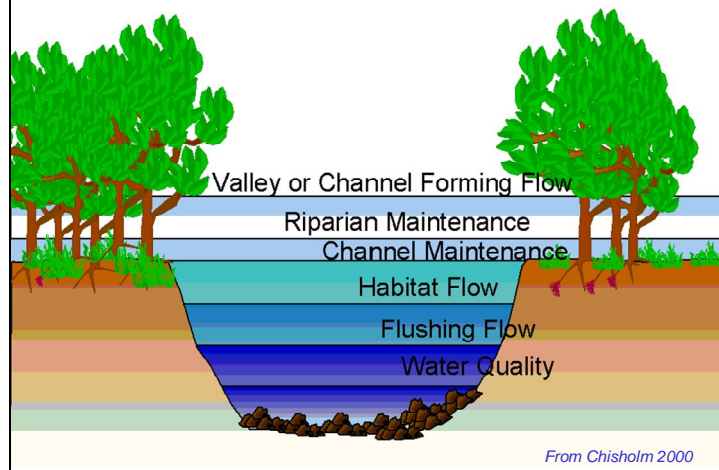 Valley or Channel Forming Flow
Riparian Maintenance
Channel Maintenance
Habitat Flow
Flushing Flow
Water Quality
From Chisholm 2000